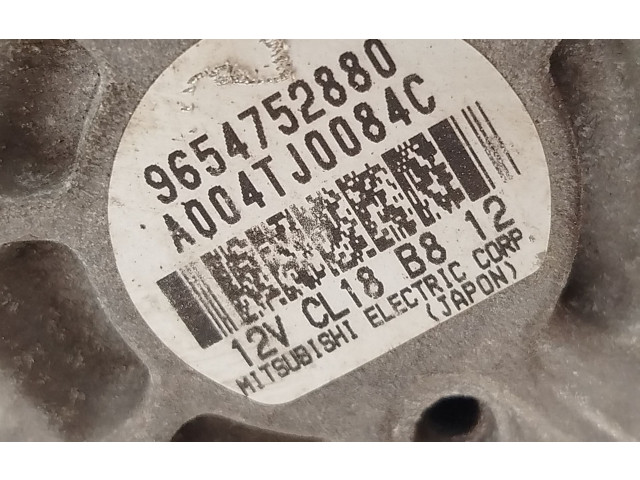 9654752880
A004TJ0084C
12V CL18 B8 12
MITSUBISHI ELECTRIC CORP
(JAPON)